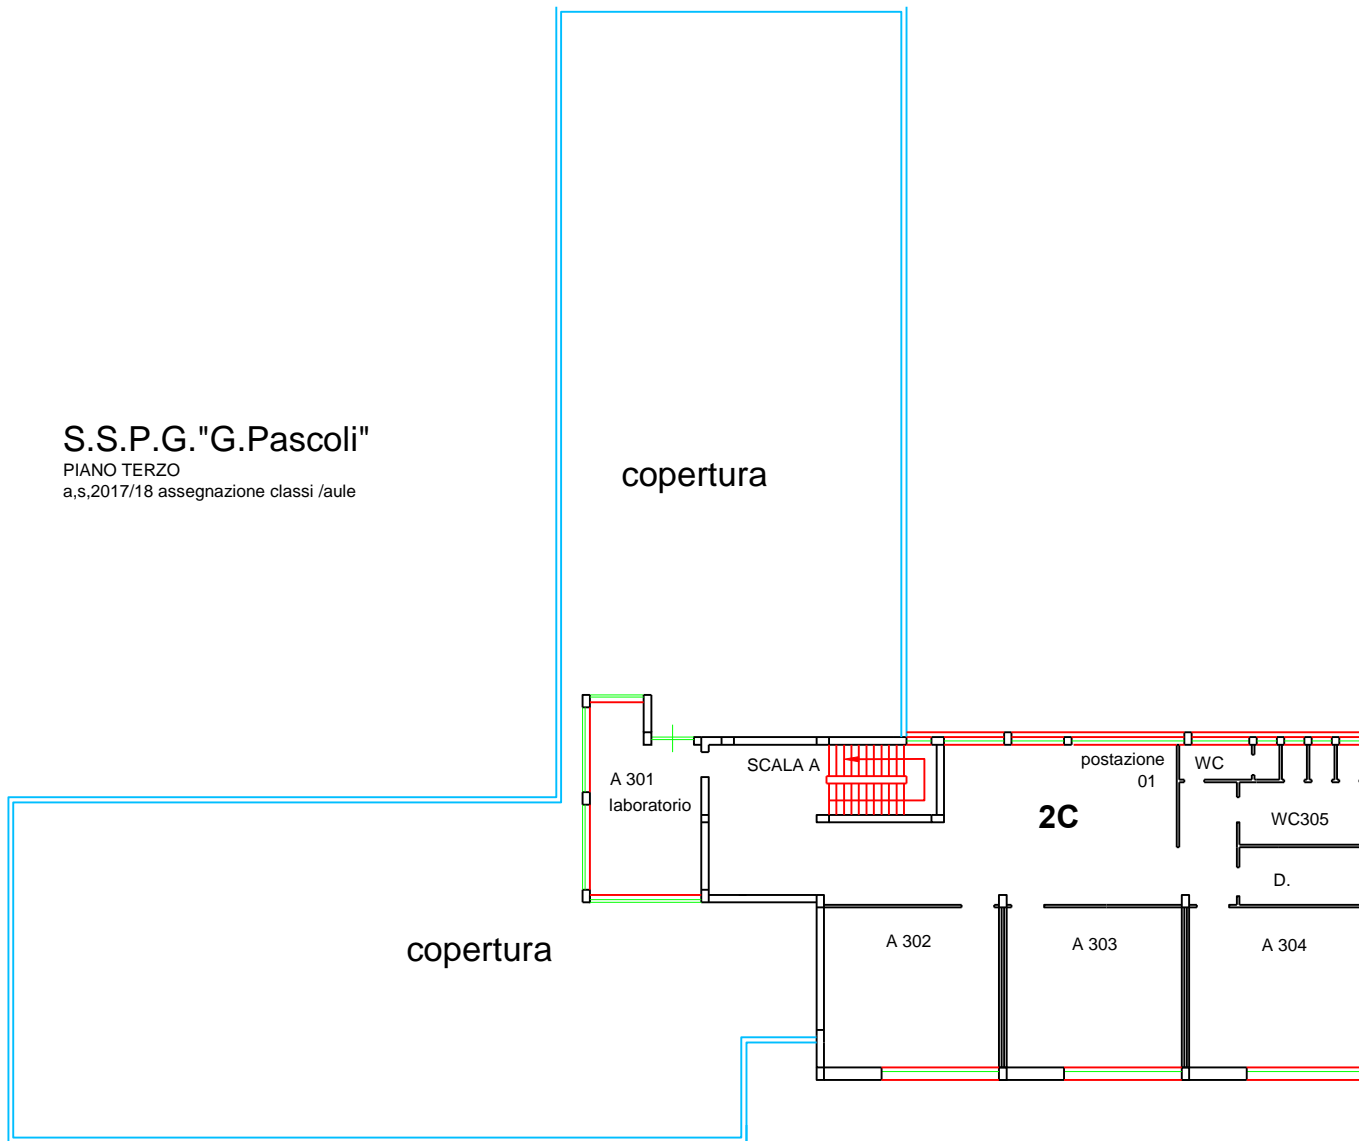 S.S.P.G."G.Pascoli"
PIANO TERZO
a,s,2017/18 assegnazione classi /aule
copertura
A 301
laboratorio
SCALA A
postazione
01
WC
2C
WC305
D.
copertura
A 302
A 303
A 304